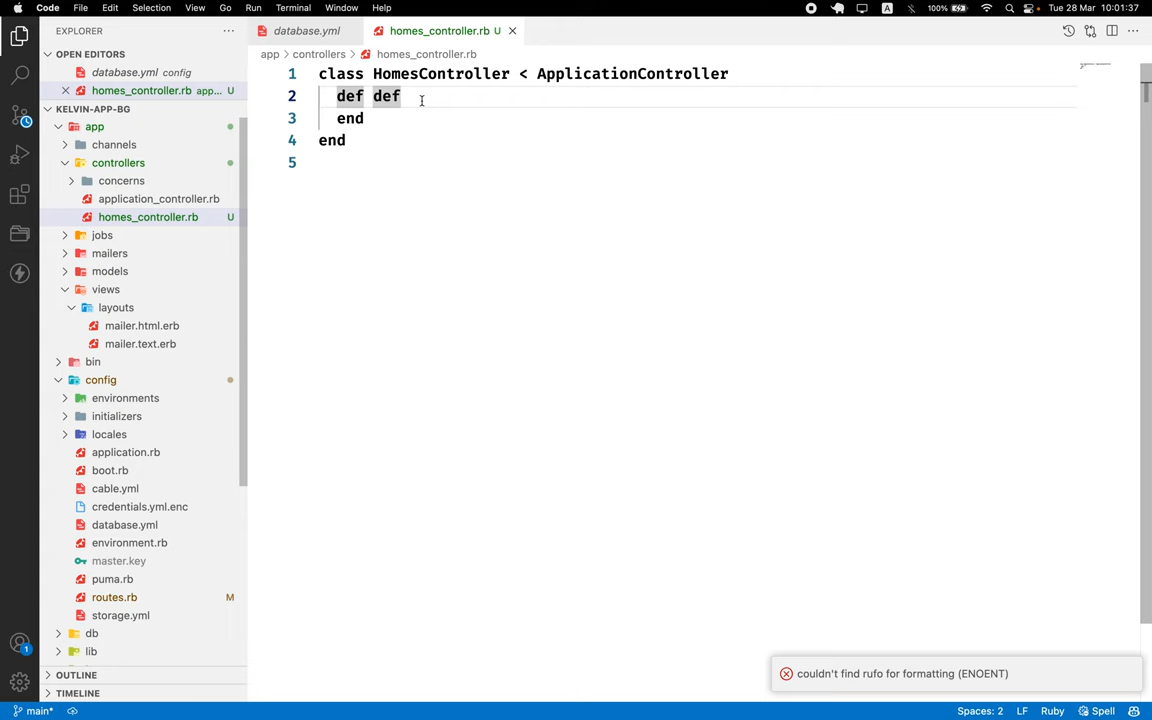 Code File Edit Selection View Go Run Terminal Window Help
A 100% Tue 28 Mar 10:01:37
EXPLORER
database.yml
homes_controller.rb U
OPEN EDITORS
database.yml config
homes_controller.rb app... U
KELVIN-APP-BG
app
channels
controllers
concerns
application_controller.rb
homes_controller.rb U
jobs
mailers
models
views
layouts
mailer.html.erb
mailer.text.erb
bin
config
environments
initializers
locales
application.rb
boot.rb
cable.yml
credentials.yml.enc
database.yml
environment.rb
master.key
puma.rb
routes.rb M
storage.yml
db
lib
OUTLINE
TIMELINE
app > controllers > homes_controller.rb
1 class HomesController < ApplicationController
2 def def
3 end
4 end
5
couldn't find rufo for formatting (ENOENT)
1
main* Spaces: 2 LF Ruby Spell